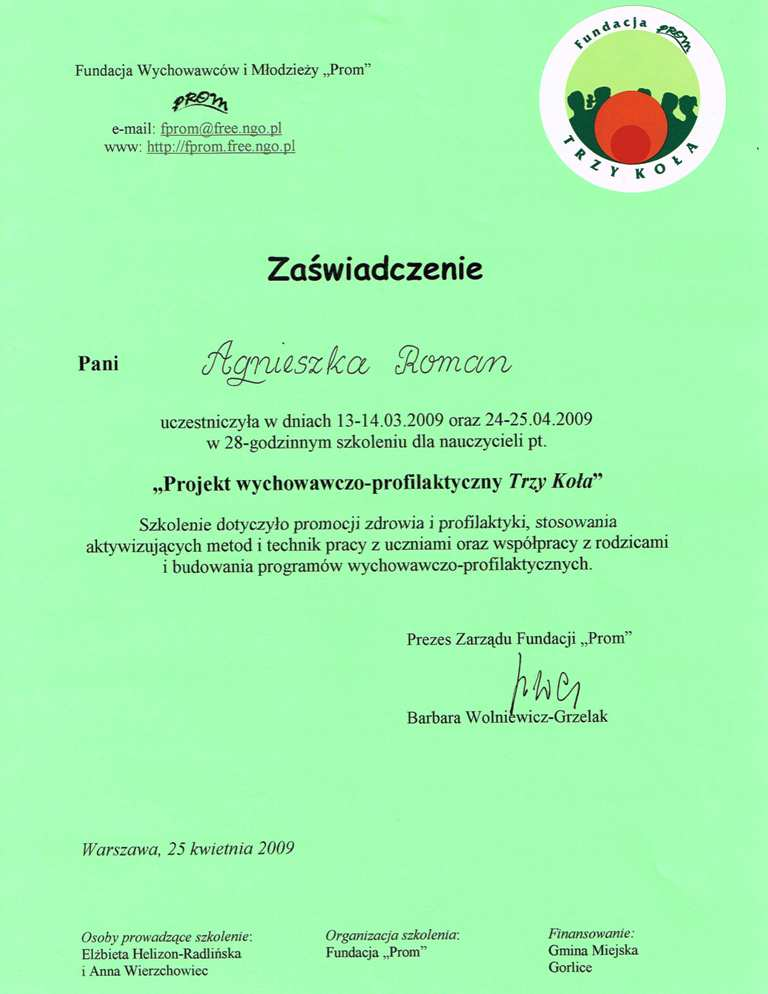 Fundacja Wychowawców i Młodzieży „Prom”
PROM
e-mail: fprom@free.ngo.pl
www: http://fprom.free.ngo.pl
Fundacja PROM
TRZY KOŁA
Zaświadczenie
Pani Agnieszka Roman
uczestniczyła w dniach 13-14.03.2009 oraz 24-25.04.2009
w 28-godzinnym szkoleniu dla nauczycieli pt.
„Projekt wychowawczo-profilaktyczny Trzy Koła”
Szkolenie dotyczyło promocji zdrowia i profilaktyki, stosowania
aktywizujących metod i technik pracy z uczniami oraz współpracy z rodzicami
i budowania programów wychowawczo-profilaktycznych.
Prezes Zarządu Fundacji „Prom”
Barbara Wolniewicz-Grzelak
Warszawa, 25 kwietnia 2009
Osoby prowadzące szkolenie:
Elżbieta Helizon-Radlińska
i Anna Wierzchowiec
Organizacja szkolenia:
Fundacja „Prom”
Finansowanie:
Gmina Miejska
Gorlice